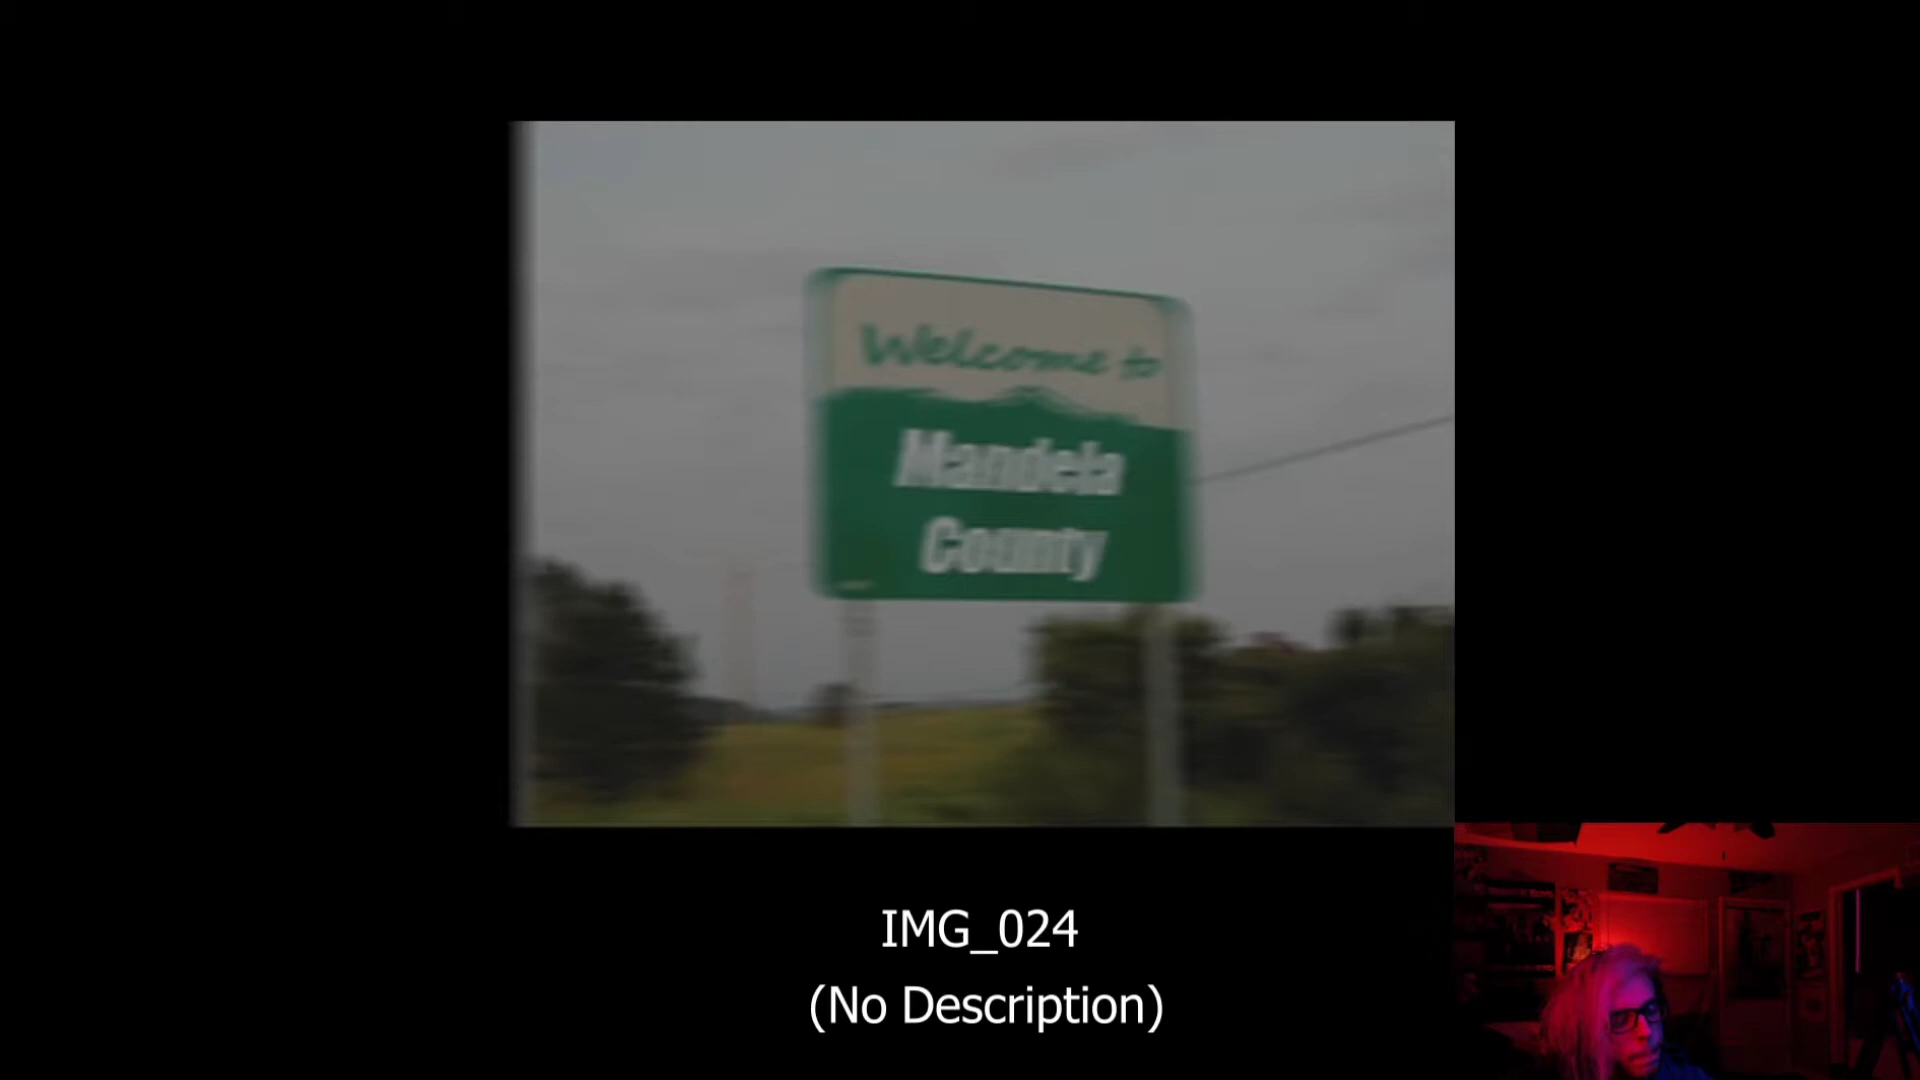 Welcome to
Mandela
County
IMG_024
(No Description)